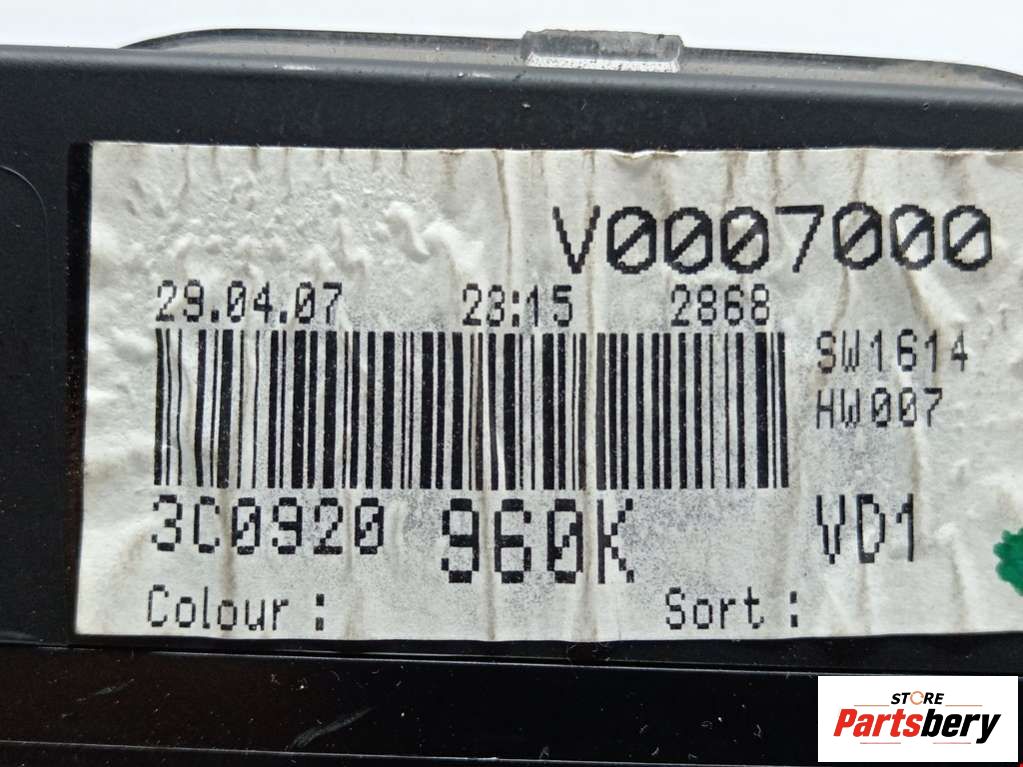 V0007000
29.04.07 23:15 2868
SW1614
HW007
3C0920 960K VD1
Colour : Sort :
STORE
Partsbery